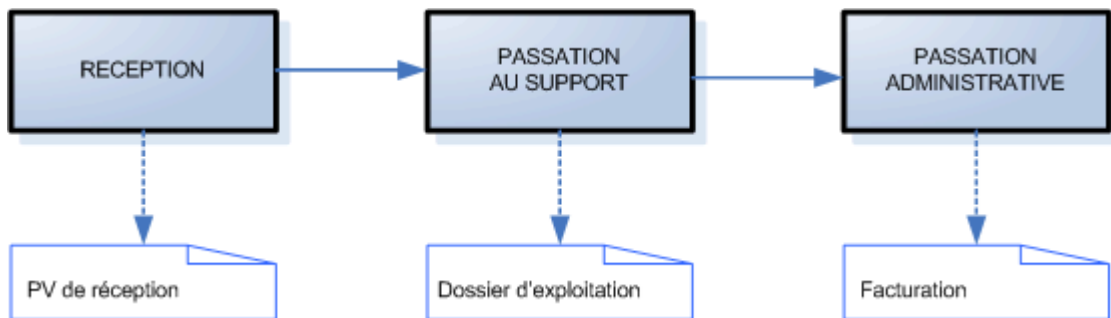 RECEPTION
PASSATION
AU SUPPORT
PASSATION
ADMINISTRATIVE
PV de réception
Dossier d'exploitation
Facturation